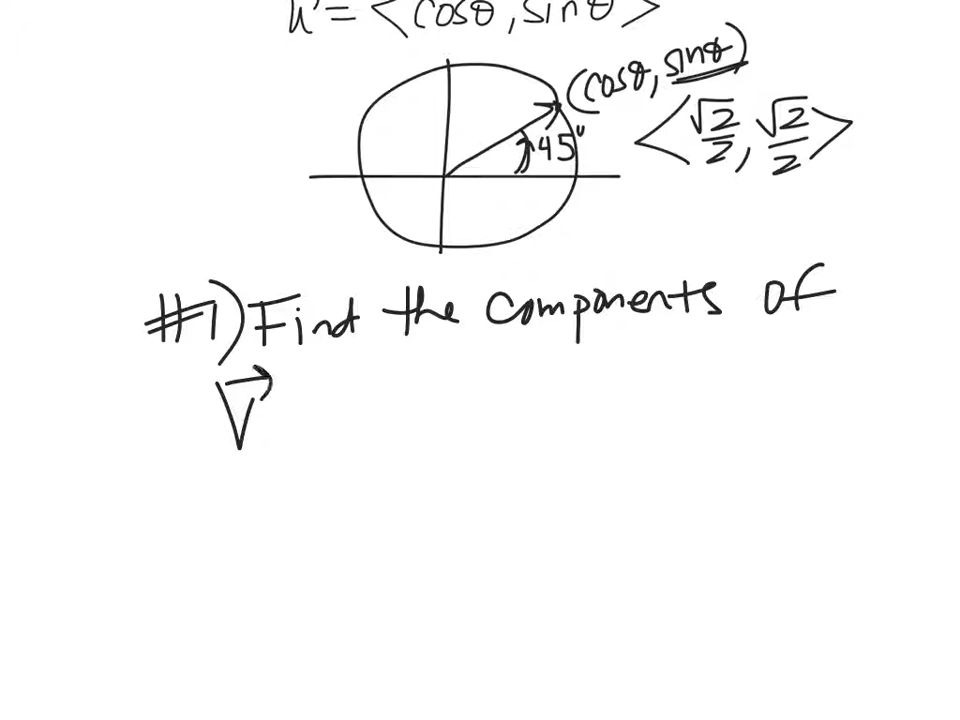 u→ = <cosθ, sinθ>
(cosθ, sinθ)
45°
<√2/2, √2/2>
#1) Find the components of
V→